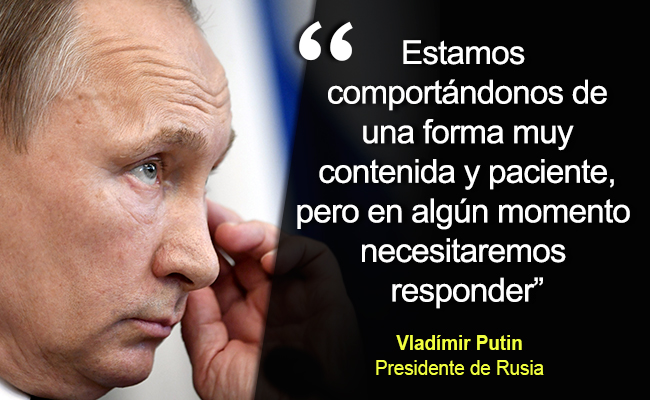 “ Estamos
comportándonos de
una forma muy
contenida y paciente,
pero en algún momento
necesitaremos
responder”
Vladímir Putin
Presidente de Rusia